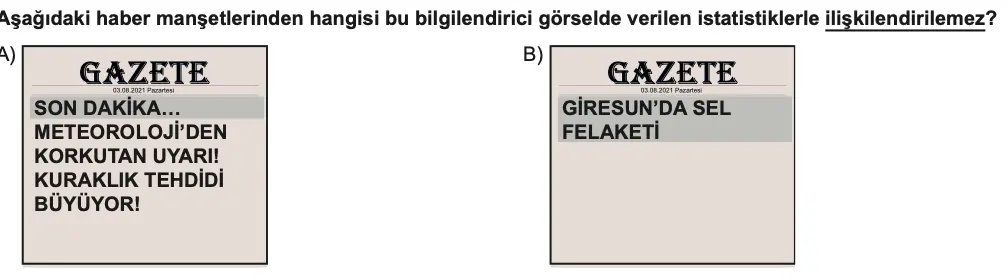 Aşağıdaki haber manşetlerinden hangisi bu bilgilendirici görselde verilen istatistiklerle ilişkilendirilemez?
A)
GAZETE
03.08.2021 Pazartesi
SON DAKİKA...
METEOROLOJİ'DEN
KORKUTAN UYARI!
KURAKLIK TEHDİDİ
BÜYÜYOR!
B)
GAZETE
03.08.2021 Pazartesi
GİRESUN'DA SEL
FELAKETİ